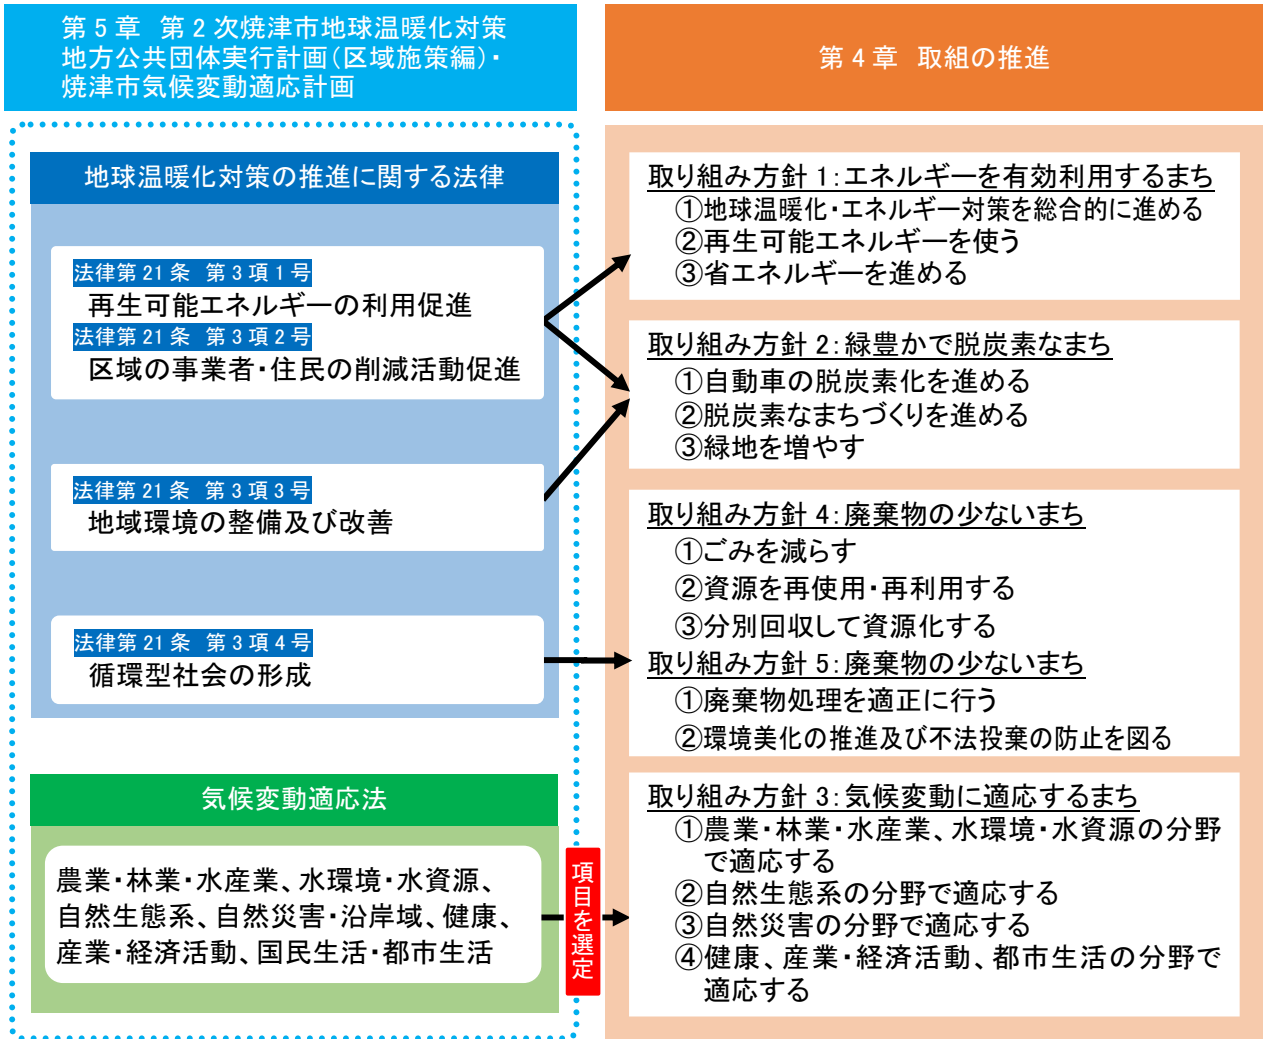 第５章 第２次焼津市地球温暖化対策
地方公共団体実行計画（区域施策編）・
焼津市気候変動適応計画
地球温暖化対策の推進に関する法律
法律第 21 条 第３項１号
再生可能エネルギーの利用促進
法律第 21 条 第３項２号
区域の事業者・住民の削減活動促進
法律第 21 条 第３項３号
地域環境の整備及び改善
法律第 21 条 第３項４号
循環型社会の形成
気候変動適応法
農業・林業・水産業、水環境・水資源、
自然生態系、自然災害・沿岸域、健康、
産業・経済活動、国民生活・都市生活
項目を選定
第４章 取組の推進
取り組み方針 1：エネルギーを有効利用するまち
①地球温暖化・エネルギー対策を総合的に進める
②再生可能エネルギーを使う
③省エネルギーを進める
取り組み方針 2：緑豊かで脱炭素なまち
①自動車の脱炭素化を進める
②脱炭素なまちづくりを進める
③緑地を増やす
取り組み方針 4：廃棄物の少ないまち
①ごみを減らす
②資源を再使用・再利用する
③分別回収して資源化する
取り組み方針 5：廃棄物の少ないまち
①廃棄物処理を適正に行う
②環境美化の推進及び不法投棄の防止を図る
取り組み方針 3：気候変動に適応するまち
①農業・林業・水産業、水環境・水資源の分野
で適応する
②自然生態系の分野で適応する
③自然災害の分野で適応する
④健康、産業・経済活動、都市生活の分野で
適応する